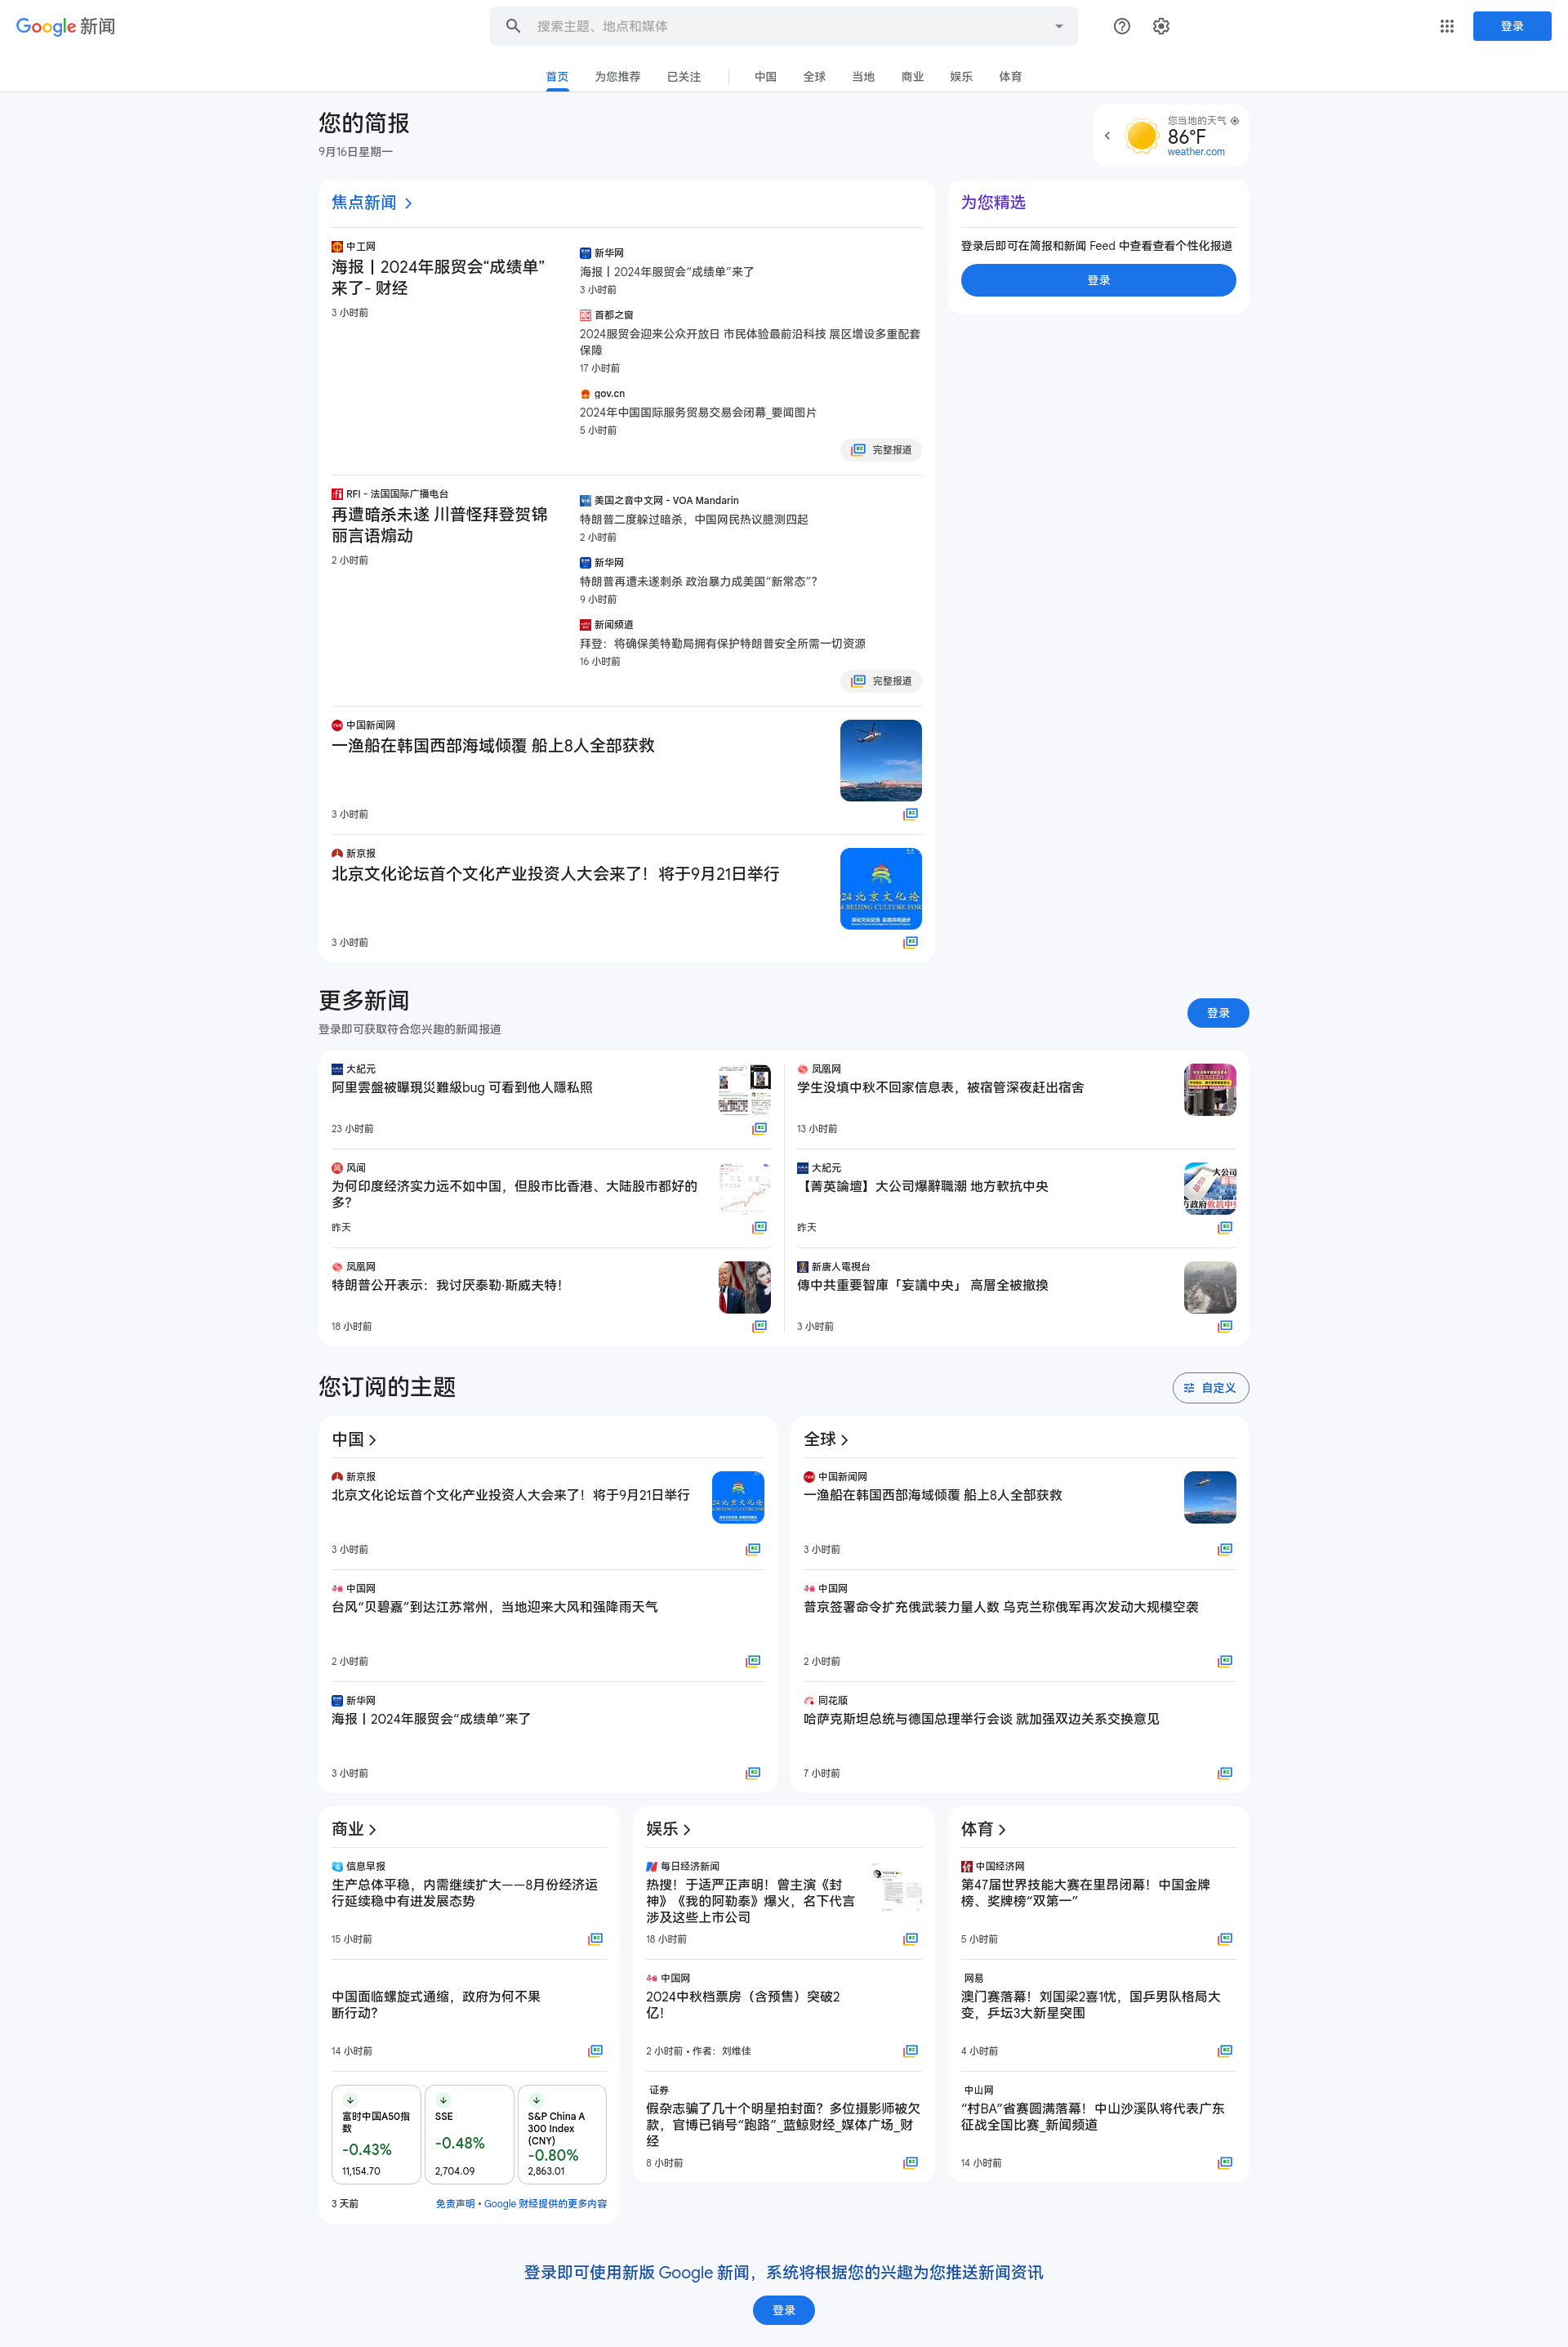 Google 新闻
搜索主题、地点和媒体
登录
首页
为您推荐
已关注
中国
全球
当地
商业
娱乐
体育
您的简报
9月16日星期一
您当地的天气
86°F
weather.com
焦点新闻
中工网
海报丨2024年服贸会“成绩单”
来了- 财经
3 小时前
新华网
海报丨2024年服贸会“成绩单”来了
3 小时前
首都之窗
2024服贸会迎来公开放日 市民体验最前沿科技 展区增设多重配套
保障
17 小时前
gov.cn
2024年中国国际服务贸易交易会闭幕_要闻图片
5 小时前
完整报道
RFI - 法国国际广播电台
再遭暗杀未遂 川普怪拜登贺锦
丽言语煽动
2 小时前
美国之音中文网 - VOA Mandarin
特朗普二度躲过暗杀，中国网民热议臆测四起
2 小时前
新华网
特朗普再遭未遂刺杀 政治暴力成美国“新常态”？
9 小时前
新闻频道
拜登：将确保美特勤局拥有保护特朗普安全所需一切资源
16 小时前
完整报道
中国新闻网
一渔船在韩国西部海域倾覆 船上8人全部获救
3 小时前
新京报
北京文化论坛首个文化产业投资人大会来了！将于9月21日举行
24 北京文化论
4 BEIJING CULTURE FOR
3 小时前
为您精选
登录后即可在简报和新闻 Feed 中查看查看个性化报道
登录
更多新闻
登录即可获取符合您兴趣的新闻报道
登录
大紀元
阿里雲盤被曝現災難級bug 可看到他人隱私照
23 小时前
凤凰网
学生没填中秋不回家信息表，被宿管深夜赶出宿舍
13 小时前
风闻
为何印度经济实力远不如中国，但股市比香港、大陆股市都好的
多？
昨天
大紀元
【菁英論壇】大公司爆辭職潮 地方軟抗中央
大公司
方政府軟抗中央
昨天
凤凰网
特朗普公开表示：我讨厌泰勒·斯威夫特！
18 小时前
新唐人電視台
傳中共重要智庫「妄議中央」 高層全被撤換
3 小时前
您订阅的主题
自定义
中国
新京报
北京文化论坛首个文化产业投资人大会来了！将于9月21日举行
3 小时前
中国网
台风“贝碧嘉”到达江苏常州，当地迎来大风和强降雨天气
2 小时前
新华网
海报丨2024年服贸会“成绩单”来了
3 小时前
全球
中国新闻网
一渔船在韩国西部海域倾覆 船上8人全部获救
3 小时前
中国网
普京签署命令扩充俄武装力量人数 乌克兰称俄军再次发动大规模空袭
2 小时前
同花顺
哈萨克斯坦总统与德国总理举行会谈 就加强双边关系交换意见
7 小时前
商业
信息早报
生产总体平稳，内需继续扩大——8月份经济运
行延续稳中有进发展态势
15 小时前
中国面临螺旋式通缩，政府为何不果
断行动？
14 小时前
富时中国A50指
数
-0.43%
11,154.70
SSE
-0.48%
2,704.09
S&P China A
300 Index
(CNY)
-0.80%
2,863.01
3 天前
免责声明 • Google 财经提供的更多内容
娱乐
每日经济新闻
热搜！于适严正声明！曾主演《封
神》《我的阿勒泰》爆火，名下代言
涉及这些上市公司
18 小时前
中国网
2024中秋档票房（含预售）突破2
亿！
2 小时前 • 作者：刘维佳
证券
假杂志骗了几十个明星拍封面？多位摄影师被欠
款，官博已销号“跑路”_蓝鲸财经_媒体广场_财
经
8 小时前
体育
中国经济网
第47届世界技能大赛在里昂闭幕！中国金牌
榜、奖牌榜“双第一”
5 小时前
网易
澳门赛落幕！刘国梁2喜1忧，国乒男队格局大
变，乒坛3大新星突围
4 小时前
中山网
“村BA”省赛圆满落幕！中山沙溪队将代表广东
征战全国比赛_新闻频道
14 小时前
登录即可使用新版 Google 新闻，系统将根据您的兴趣为您推送新闻资讯
登录